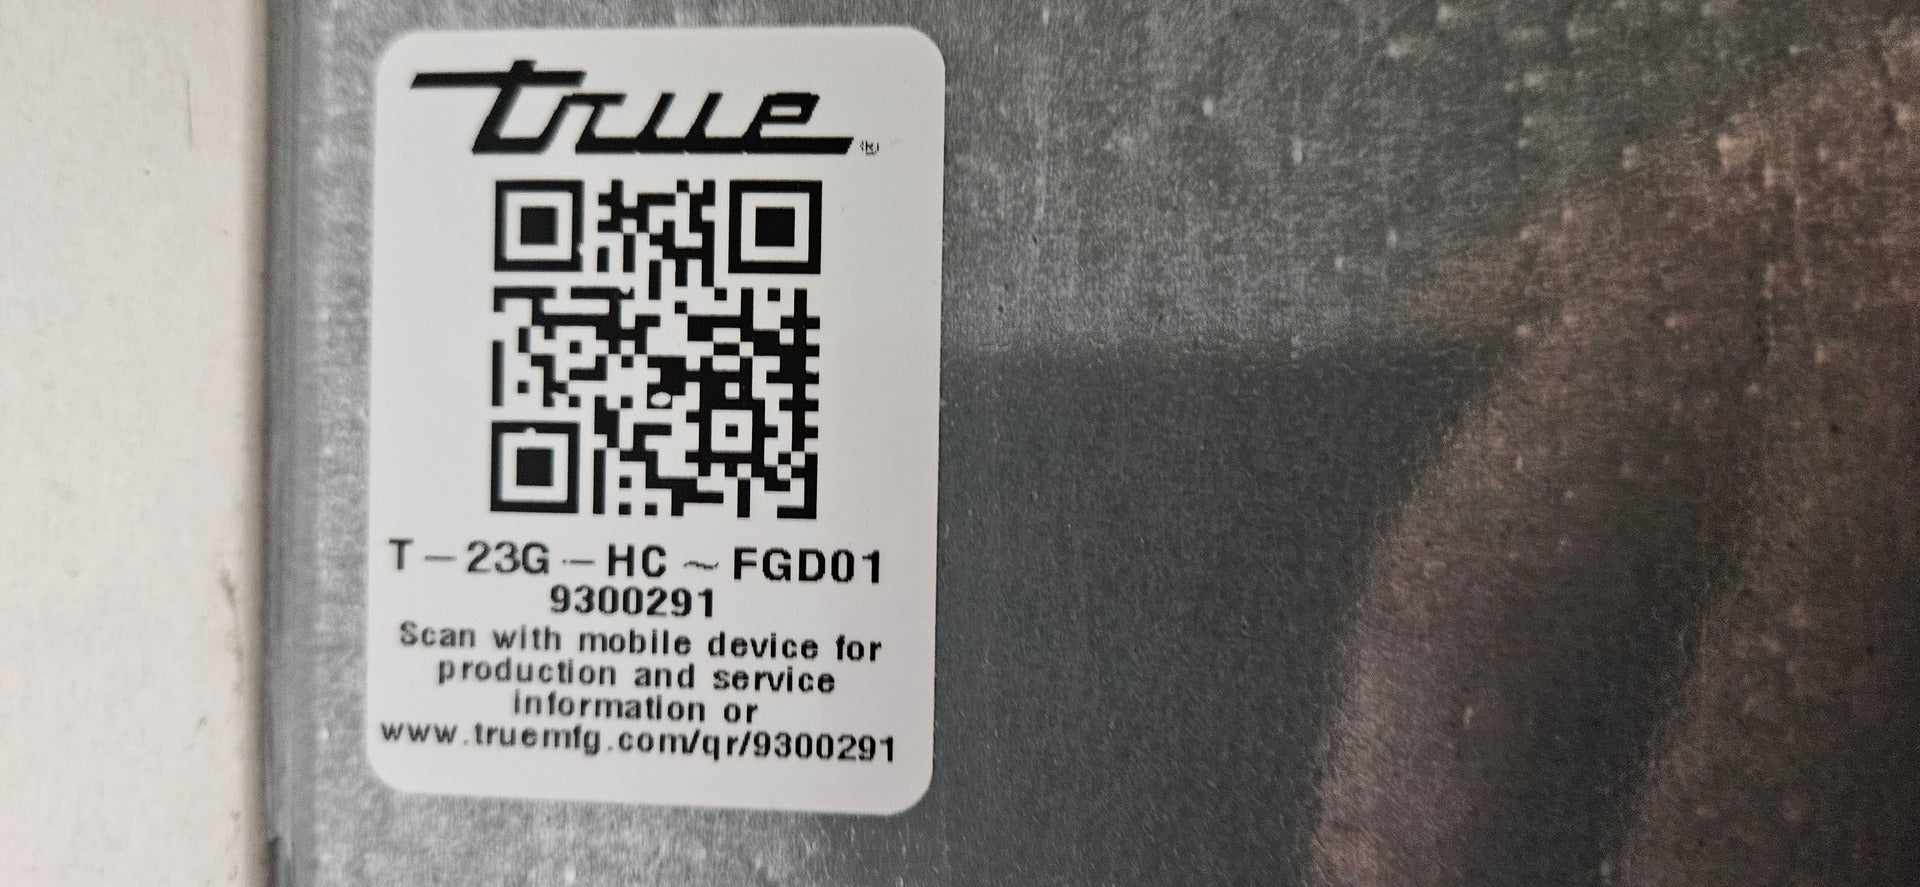 true®
T-23G-HC~FGD01
9300291
Scan with mobile device for
production and service
information or
www.truemfg.com/qr/9300291